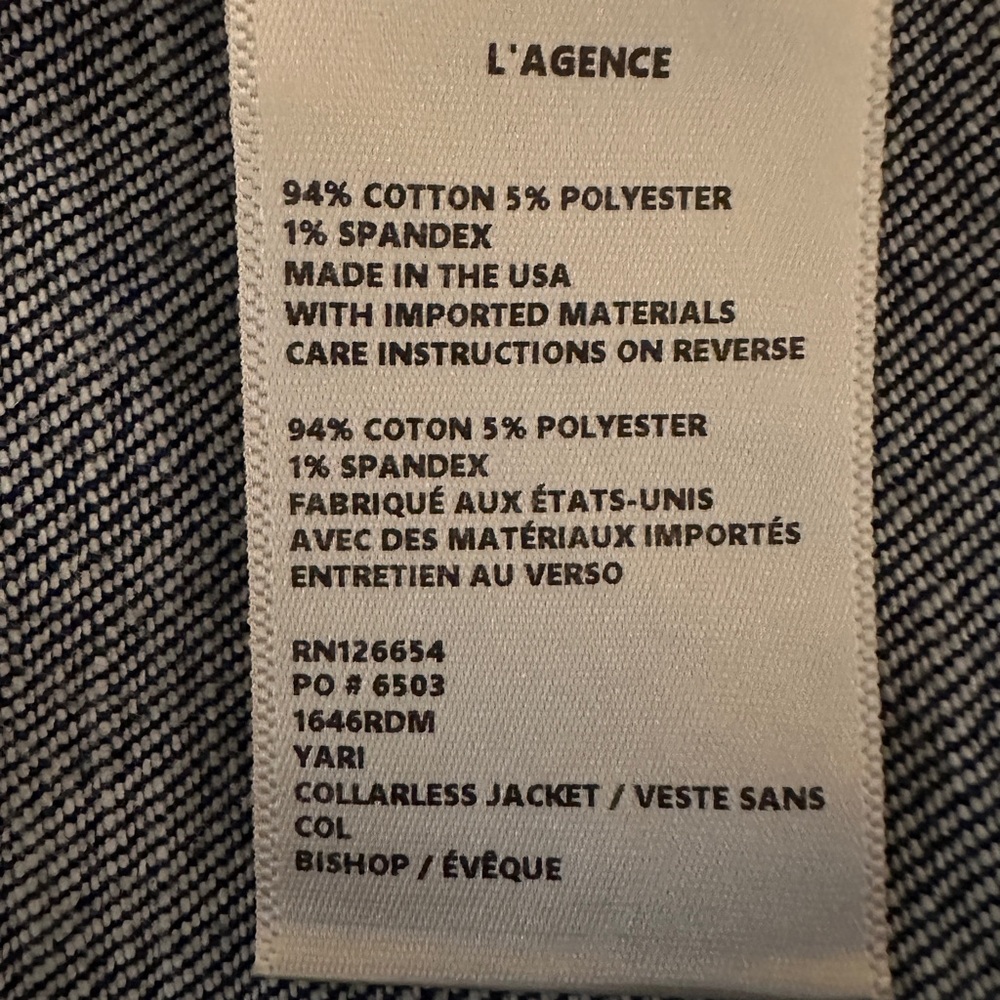 L'AGENCE
94% COTTON 5% POLYESTER
1% SPANDEX
MADE IN THE USA
WITH IMPORTED MATERIALS
CARE INSTRUCTIONS ON REVERSE
94% COTON 5% POLYESTER
1% SPANDEX
FABRIQUÉ AUX ÉTATS-UNIS
AVEC DES MATÉRIAUX IMPORTÉS
ENTRETIEN AU VERSO
RN126654
PO # 6503
1646RDM
YARI
COLLARLESS JACKET / VESTE SANS
COL
BISHOP / ÉVÊQUE